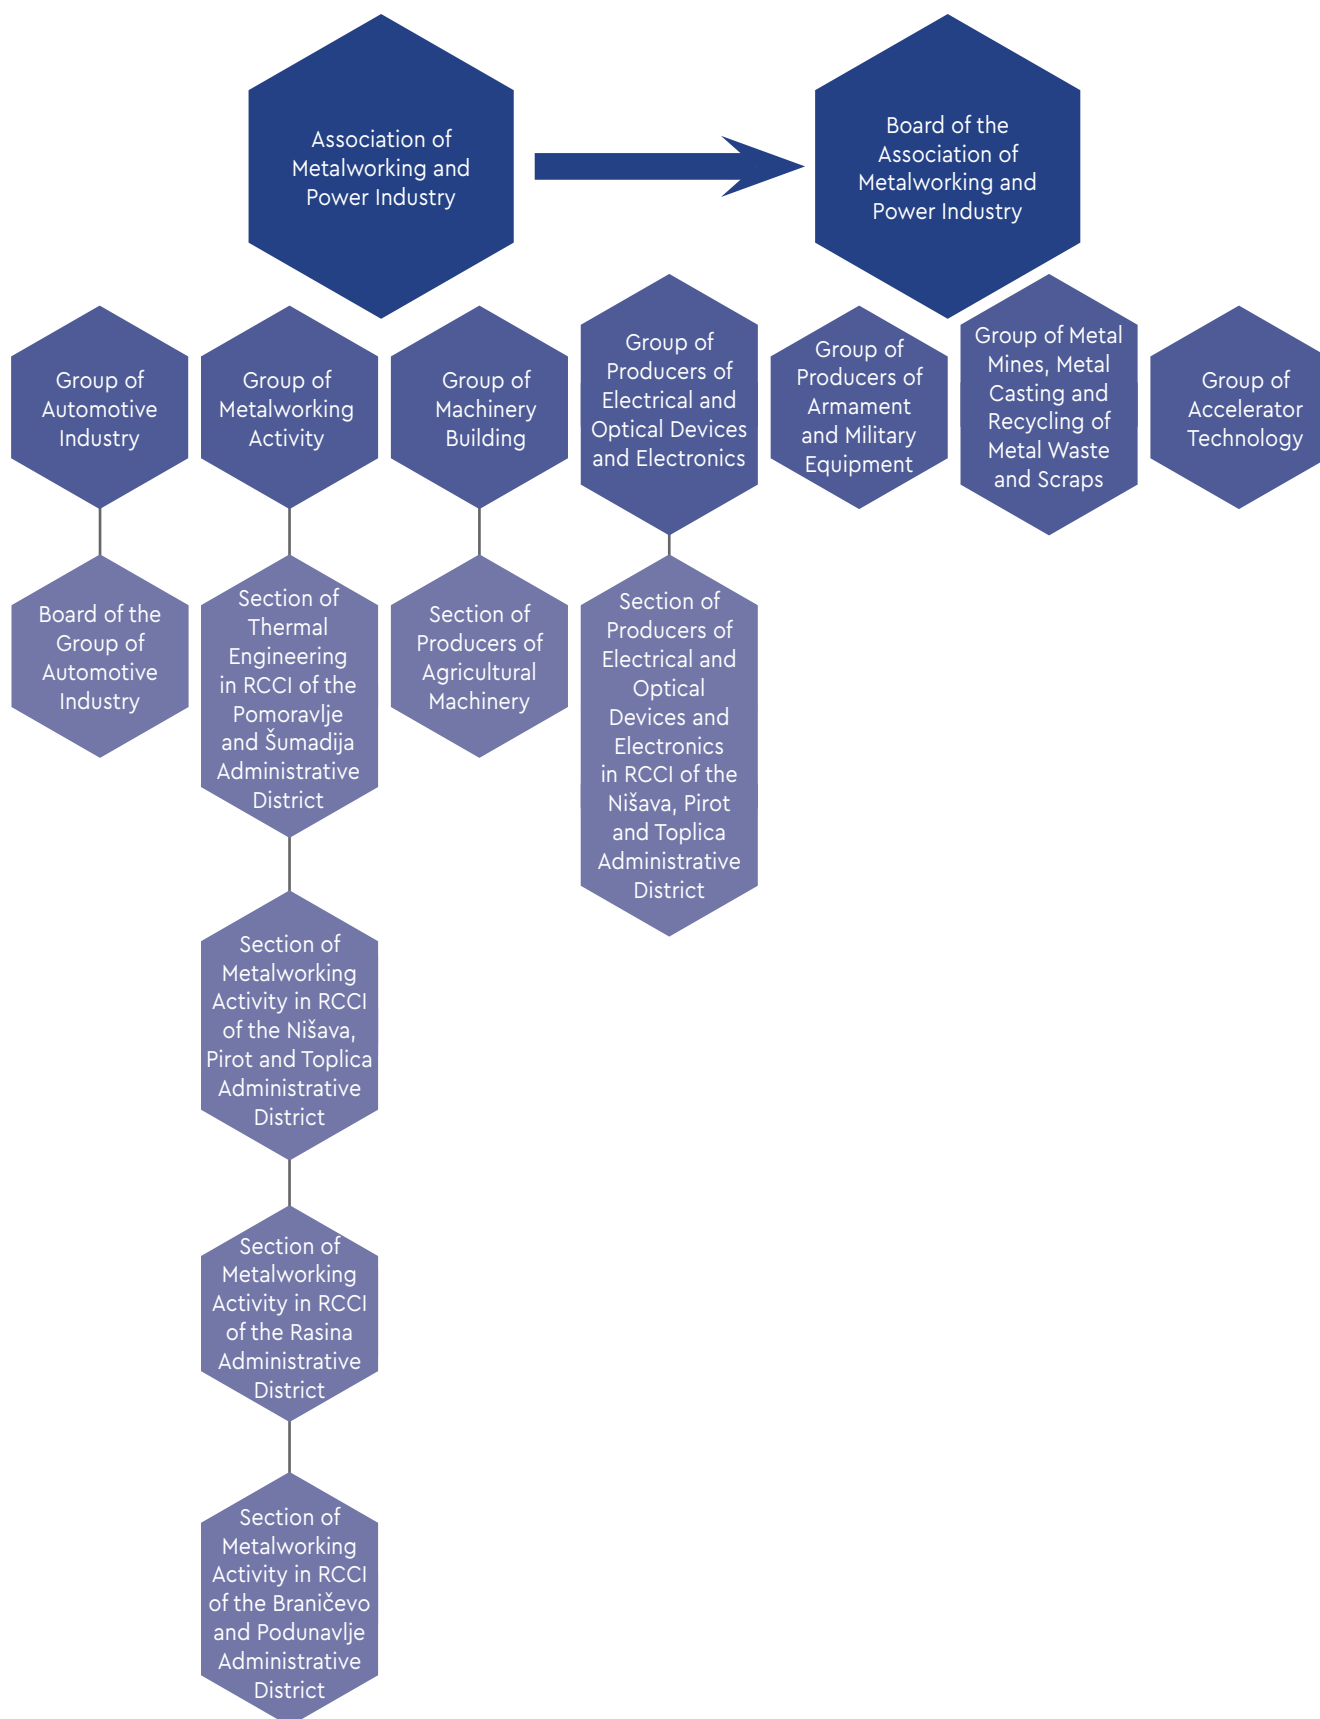 Association of
Metalworking and
Power Industry
Board of the
Association of
Metalworking and
Power Industry
Group of
Automotive
Industry
Group of
Metalworking
Activity
Group of
Machinery
Building
Group of
Producers of
Electrical and
Optical Devices
and Electronics
Group of
Producers of
Armament
and Military
Equipment
Group of Metal
Mines, Metal
Casting and
Recycling of
Metal Waste
and Scraps
Group of
Accelerator
Technology
Board of the
Group of
Automotive
Industry
Section of
Thermal
Engineering
in RCCI of the
Pomoravlje
and Šumadija
Administrative
District
Section of
Producers of
Agricultural
Machinery
Section of
Producers of
Electrical and
Optical
Devices and
Electronics
in RCCI of the
Nišava, Pirot
and Toplica
Administrative
District
Section of
Metalworking
Activity in RCCI
of the Nišava,
Pirot and Toplica
Administrative
District
Section of
Metalworking
Activity in RCCI
of the Rasina
Administrative
District
Section of
Metalworking
Activity in RCCI
of the Braničevo
and Podunavlje
Administrative
District